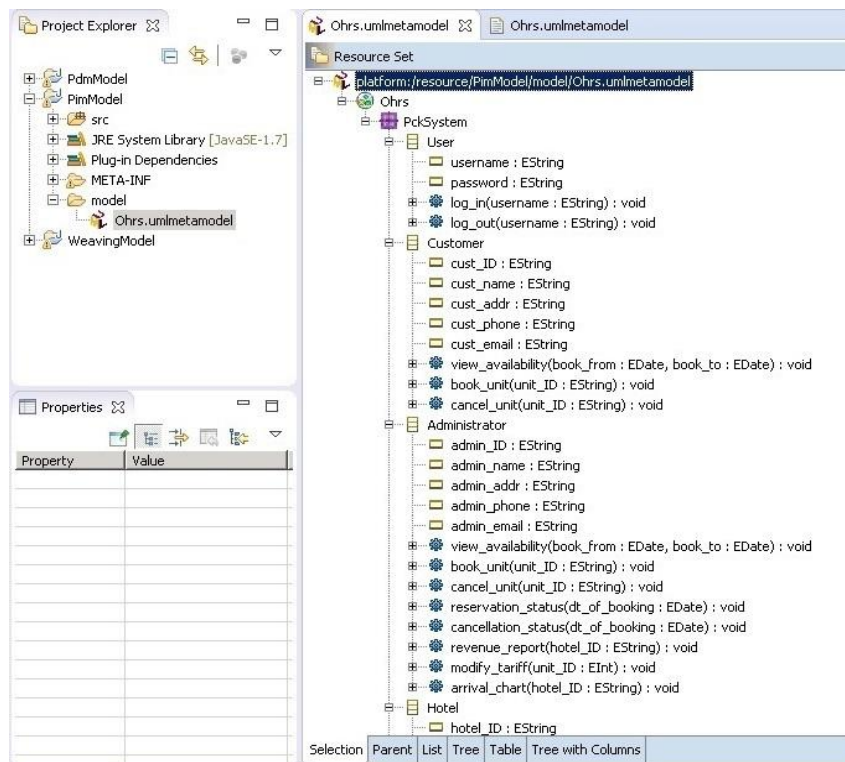 Project Explorer
PdmModel
PimModel
src
JRE System Library [JavaSE-1.7]
Plug-in Dependencies
META-INF
model
Ohrs.umlmetamodel
WeavingModel
Properties
Property Value
Ohrs.umlmetamodel Ohrs.umlmetamodel
Resource Set
platform:/resource/PimModel/model/Ohrs.umlmetamodel
Ohrs
PckSystem
User
username : EString
password : EString
log_in(username : EString) : void
log_out(username : EString) : void
Customer
cust_ID : EString
cust_name : EString
cust_addr : EString
cust_phone : EString
cust_email : EString
view_availability(book_from : EDate, book_to : EDate) : void
book_unit(unit_ID : EString) : void
cancel_unit(unit_ID : EString) : void
Administrator
admin_ID : EString
admin_name : EString
admin_addr : EString
admin_phone : EString
admin_email : EString
view_availability(book_from : EDate, book_to : EDate) : void
book_unit(unit_ID : EString) : void
cancel_unit(unit_ID : EString) : void
reservation_status(dt_of_booking : EDate) : void
cancellation_status(dt_of_booking : EDate) : void
revenue_report(hotel_ID : EString) : void
modify_tariff(unit_ID : EInt) : void
arrival_chart(hotel_ID : EString) : void
Hotel
hotel_ID : EString
Selection Parent List Tree Table Tree with Columns